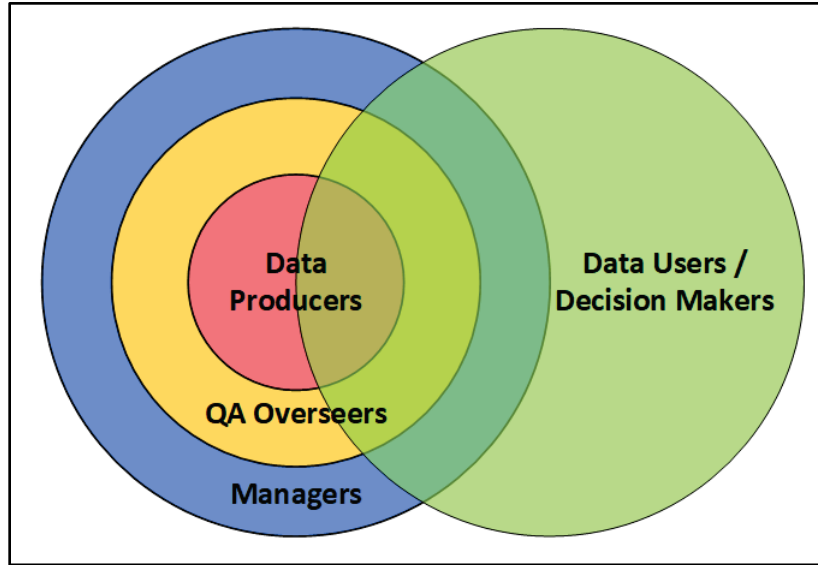 Data
Producers
Data Users /
Decision Makers
QA Overseers
Managers